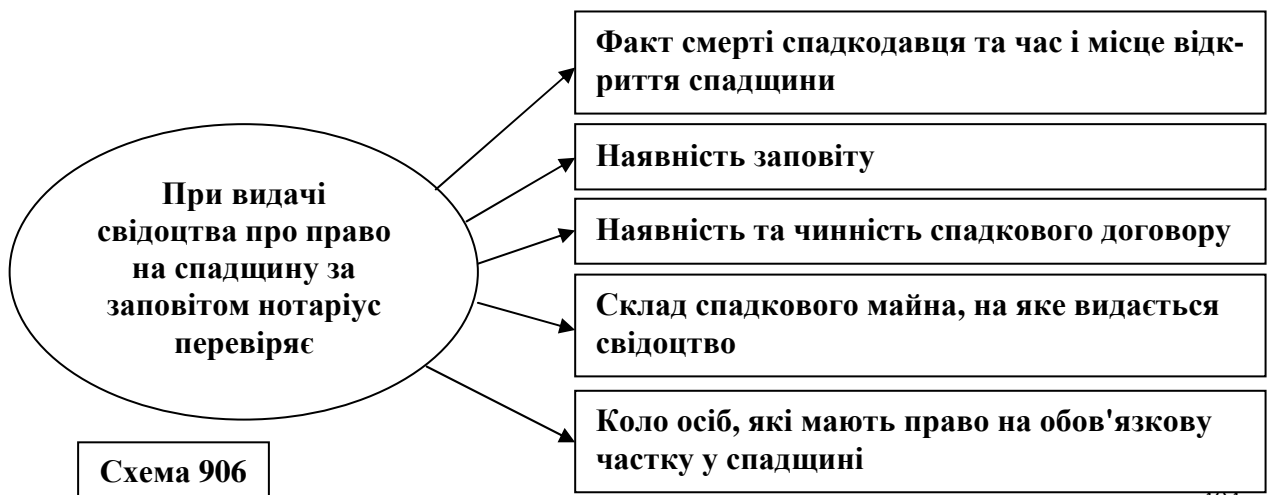 При видачі
свідоцтва про право
на спадщину за
заповітом нотаріус
перевіряє
Факт смерті спадкодавця та час і місце відк-
риття спадщини
Наявність заповіту
Наявність та чинність спадкового договору
Склад спадкового майна, на яке видається
свідоцтво
Коло осіб, які мають право на обов'язкову
частку у спадщині
Схема 906